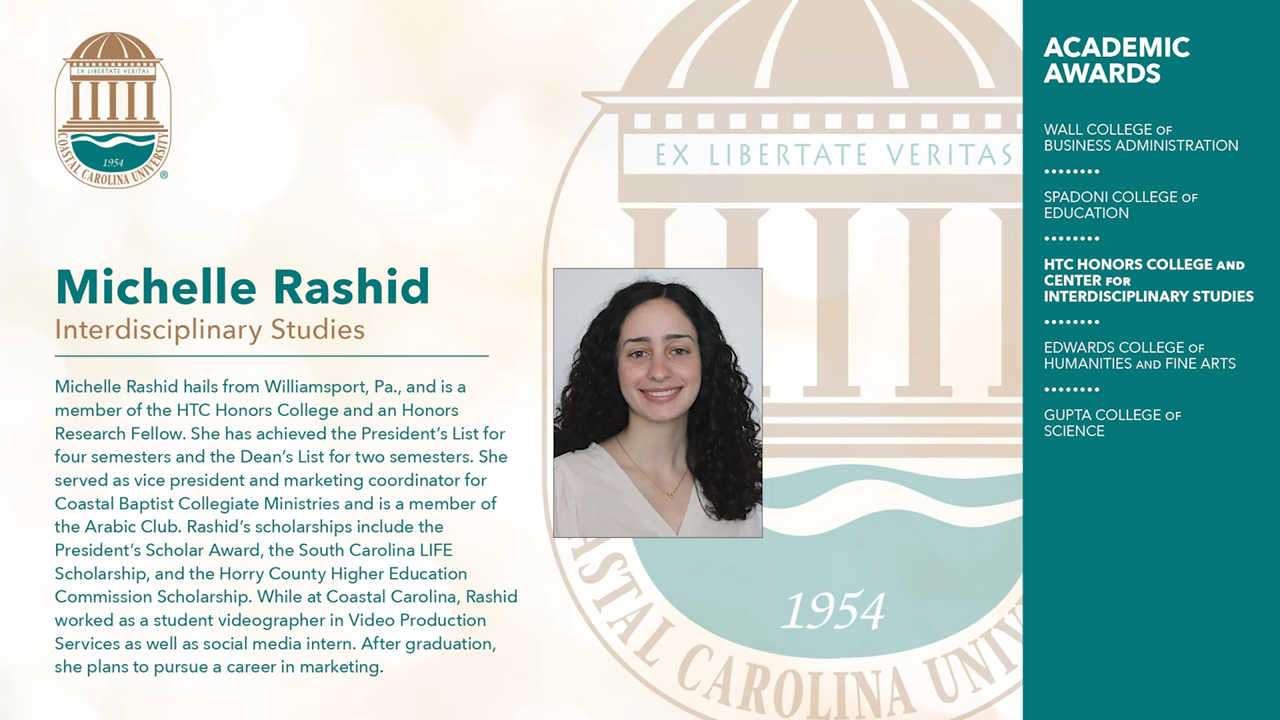 EX LIBERTATE VERITAS
1954
COASTAL CAROLINA UNIVERSITY
®
Michelle Rashid
Interdisciplinary Studies
Michelle Rashid hails from Williamsport, Pa., and is a
member of the HTC Honors College and an Honors
Research Fellow. She has achieved the President’s List for
four semesters and the Dean’s List for two semesters. She
served as vice president and marketing coordinator for
Coastal Baptist Collegiate Ministries and is a member of
the Arabic Club. Rashid’s scholarships include the
President’s Scholar Award, the South Carolina LIFE
Scholarship, and the Horry County Higher Education
Commission Scholarship. While at Coastal Carolina, Rashid
worked as a student videographer in Video Production
Services as well as social media intern. After graduation,
she plans to pursue a career in marketing.
EX LIBERTATE VERITAS
1954
ASTAL CAROLINA UNIV
ACADEMIC
AWARDS
WALL COLLEGE OF
BUSINESS ADMINISTRATION
SPADONI COLLEGE OF
EDUCATION
HTC HONORS COLLEGE AND
CENTER FOR
INTERDISCIPLINARY STUDIES
EDWARDS COLLEGE OF
HUMANITIES AND FINE ARTS
GUPTA COLLEGE OF
SCIENCE